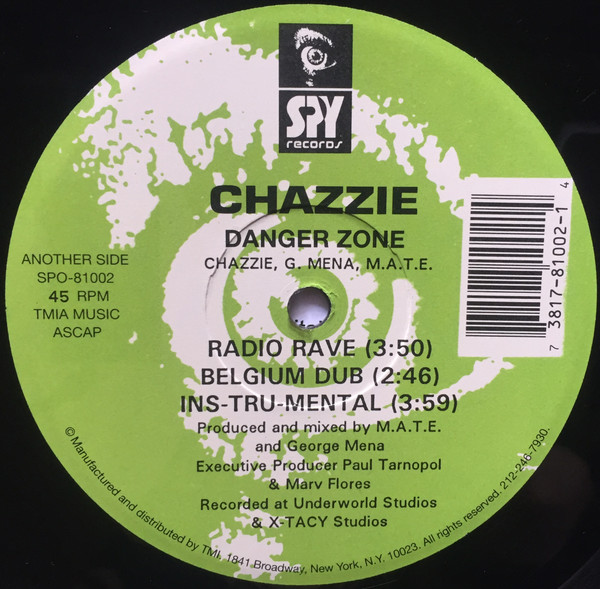 SPY
records
CHAZZIE
DANGER ZONE
CHAZZIE, G. MENA, M.A.T.E.
ANOTHER SIDE
SPO-81002
45 RPM
TMIA MUSIC
ASCAP
7 3817-81002-1 4
RADIO RAVE (3:50)
BELGIUM DUB (2:46)
INS-TRU-MENTAL (3:59)
Produced and mixed by M.A.T.E.
and George Mena
Executive Producer Paul Tarnopol
& Marv Flores
Recorded at Underworld Studios
& X-TACY Studios
© Manufactured and distributed by TMI, 1841 Broadway, New York, N.Y. 10023. All rights reserved. 212-246-7930.